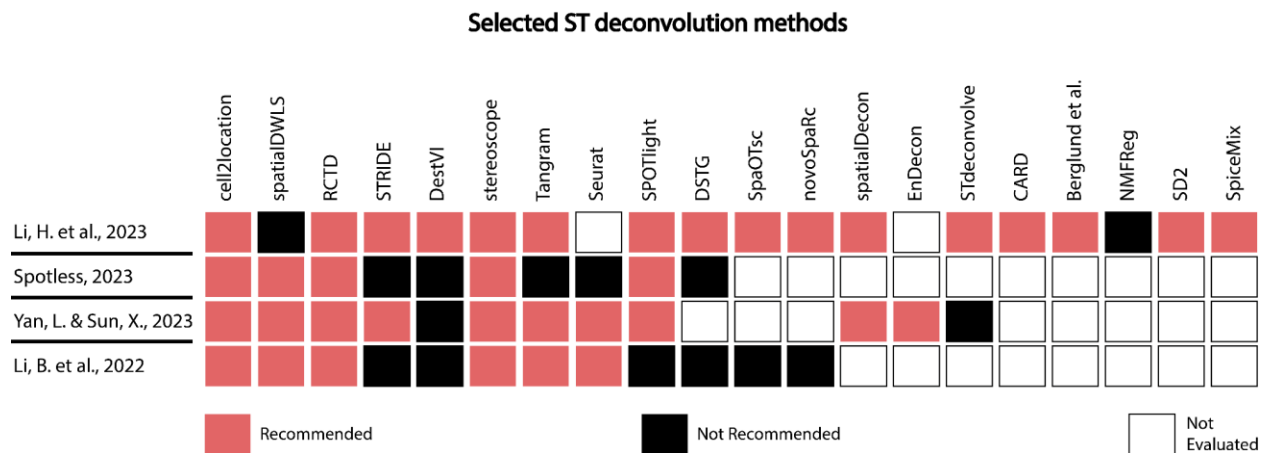 Selected ST deconvolution methods
cell2location
spatialDWLS
RCTD
STRIDE
DestVI
stereoscope
Tangram
Seurat
SPOTlight
DSTG
SpaOTsc
novoSpaRc
spatialDecon
EnDecon
STdeconvolve
CARD
Berglund et al.
NMFReg
SD2
SpiceMix
Li, H. et al., 2023
Spotless, 2023
Yan, L. & Sun, X., 2023
Li, B. et al., 2022
Recommended
Not Recommended
Not
Evaluated